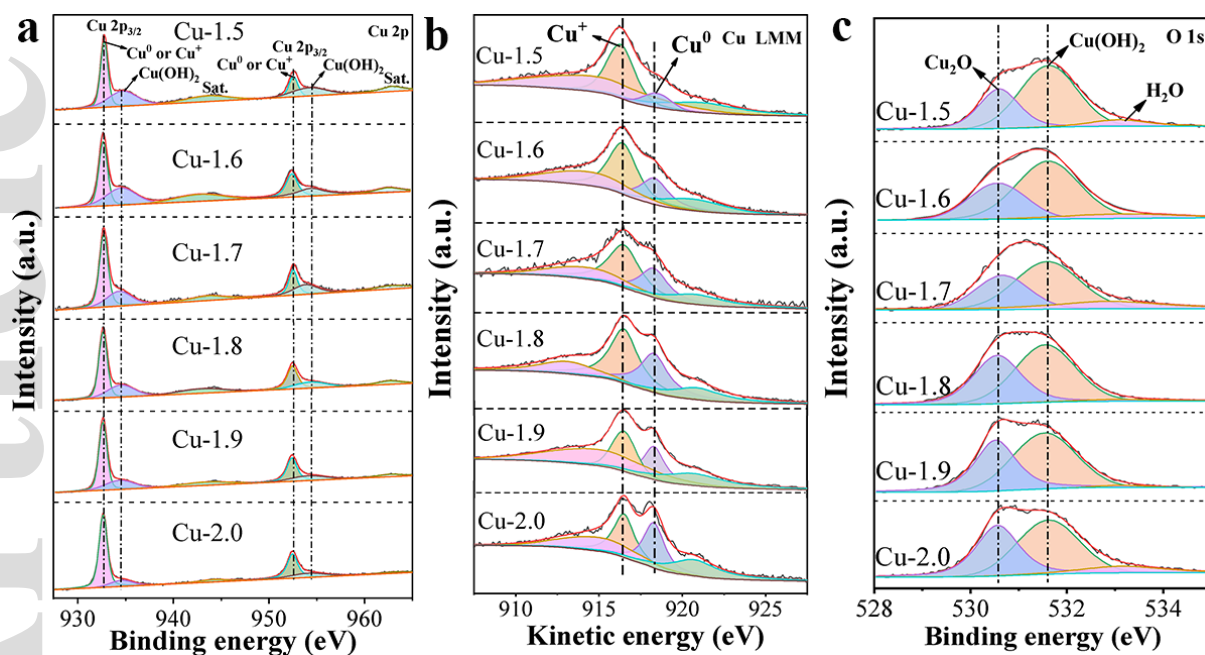 a
Cu 2p3/2
Cu-1.5
Cu 2p
Cu⁰ or Cu⁺
Cu(OH)₂
Sat.
Cu 2p3/2
Cu⁰ or Cu⁺
Cu(OH)₂
Sat.
Cu-1.6
Cu-1.7
Cu-1.8
Cu-1.9
Cu-2.0
Intensity (a.u.)
930 940 950 960
Binding energy (eV)
b
Cu-1.5
Cu⁺
Cu⁰
Cu LMM
Cu-1.6
Cu-1.7
Cu-1.8
Cu-1.9
Cu-2.0
Intensity (a.u.)
910 915 920 925
Kinetic energy (eV)
c
Cu₂O
Cu(OH)₂
O 1s
H₂O
Cu-1.5
Cu-1.6
Cu-1.7
Cu-1.8
Cu-1.9
Cu-2.0
Intensity (a.u.)
528 530 532 534
Binding energy (eV)